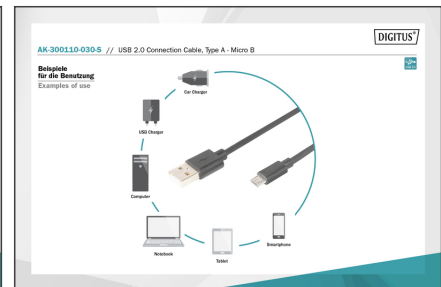 DIGITUS®
AK-300110-030-S // USB 2.0 Connection Cable, Type A - Micro B
Beispiele
für die Benutzung
Examples of use
Car Charger
USB Charger
Computer
Notebook
Tablet
Smartphone